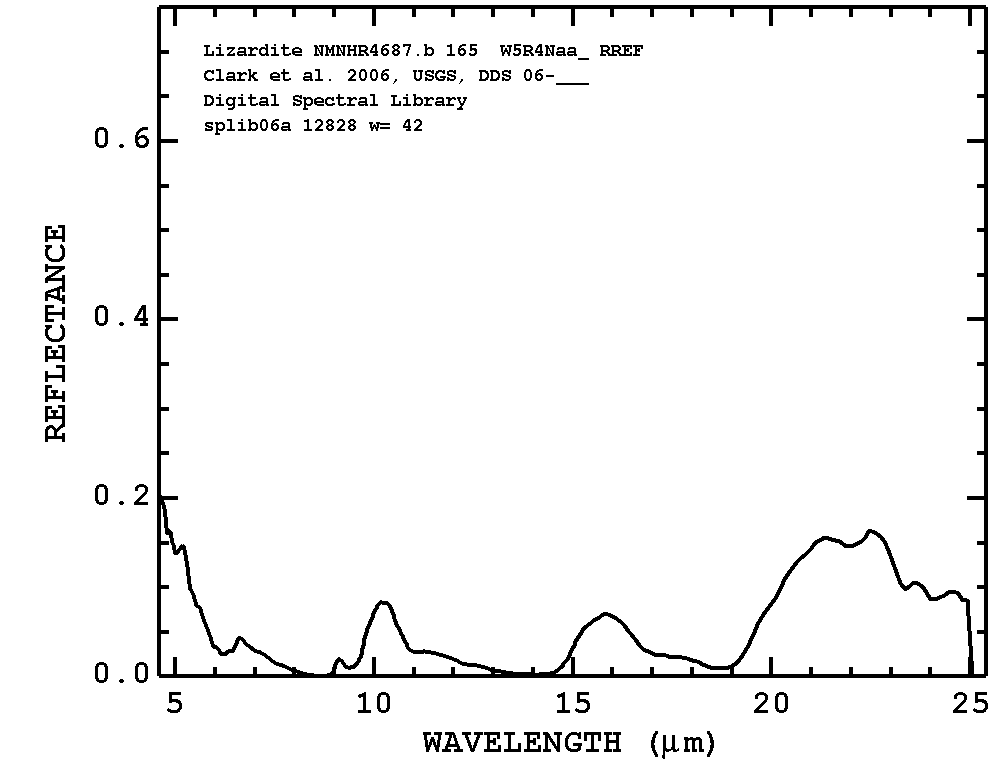 Lizardite NMNHR4687.b 165 W5R4Naa_ RREF
Clark et al. 2006, USGS, DDS 06-___
Digital Spectral Library
splib06a 12828 w= 42
0.6
0.4
0.2
0.0
REFLECTANCE
5 10 15 20 25
WAVELENGTH (μm)